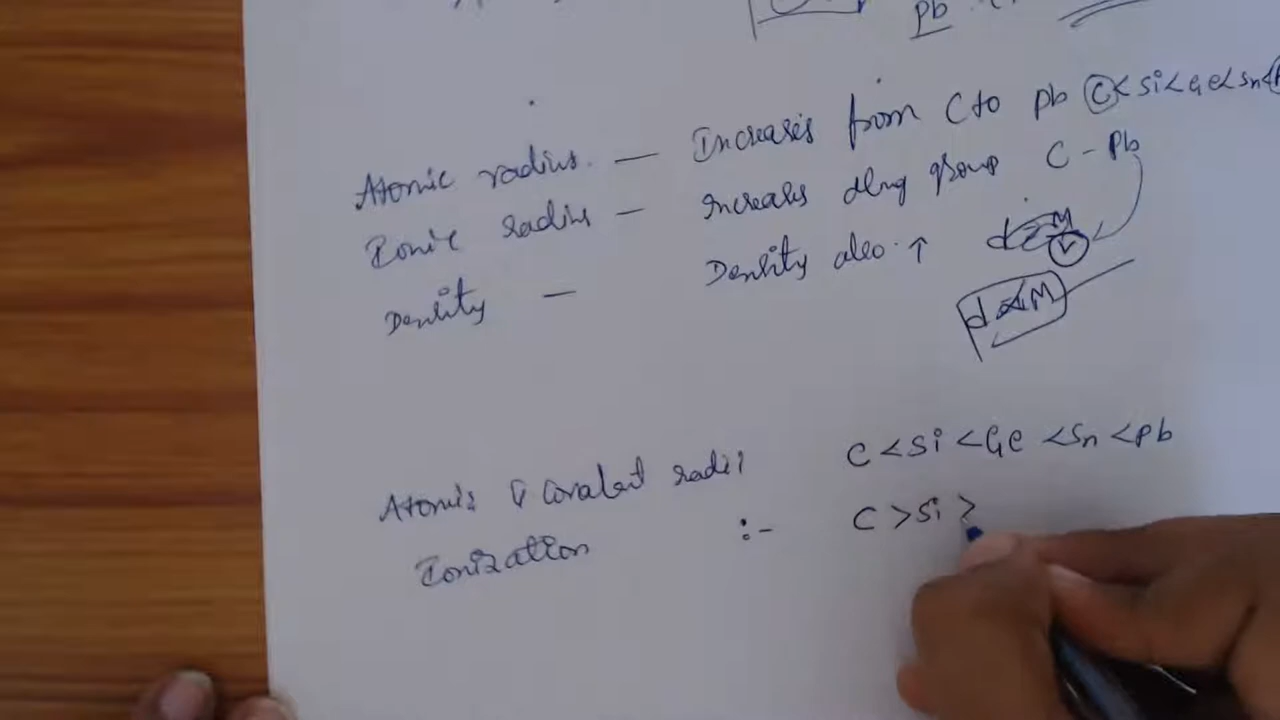 Pb
Atomic radius. — Increases from C to Pb C<Si<Ge<Sn<
Ionic radius — Increases along group C - Pb
Density — Density also ↑ d = M/V
d ∝ M
Atomic & covalent radii C <Si <Ge <Sn <Pb
Ionization :- C >Si >